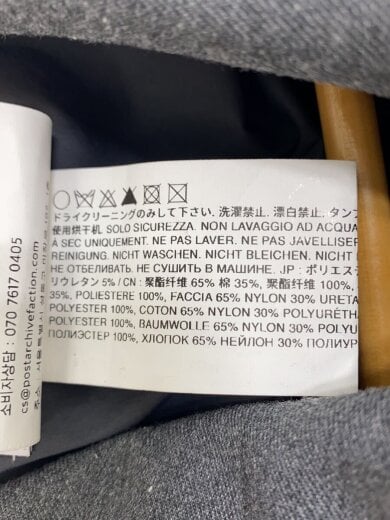 ドライクリーニングのみして下さい. 洗濯禁止. 漂白禁止. タンブ
使用烘干机 SOLO SICUREZZA. NON LAVAGGIO AD ACQUA
À SEC UNIQUEMENT. NE PAS LAVER. NE PAS JAVELLISER
REINIGUNG. NICHT WASCHEN. NICHT BLEICHEN. NICHT
НЕ ОТБЕЛИВАТЬ. НЕ СУШИТЬ В МАШИНЕ. JP : ポリエステ
リウレタン 5% / CN : 聚酯纤维 65% 棉 35%, 聚酯纤维 100%,
35%, POLIESTERE 100%, FACCIA 65% NYLON 30% URETA
POLYESTER 100%, COTON 65% NYLON 30% POLYURÉTHA
POLYESTER 100%, BAUMWOLLE 65% NYLON 30% POLYU
ПОЛИЭСТЕР 100%, ХЛОПОК 65% НЕЙЛОН 30% ПОЛИУР
소비자상담 : 070 7617 0405
cs@postarchivefaction.com